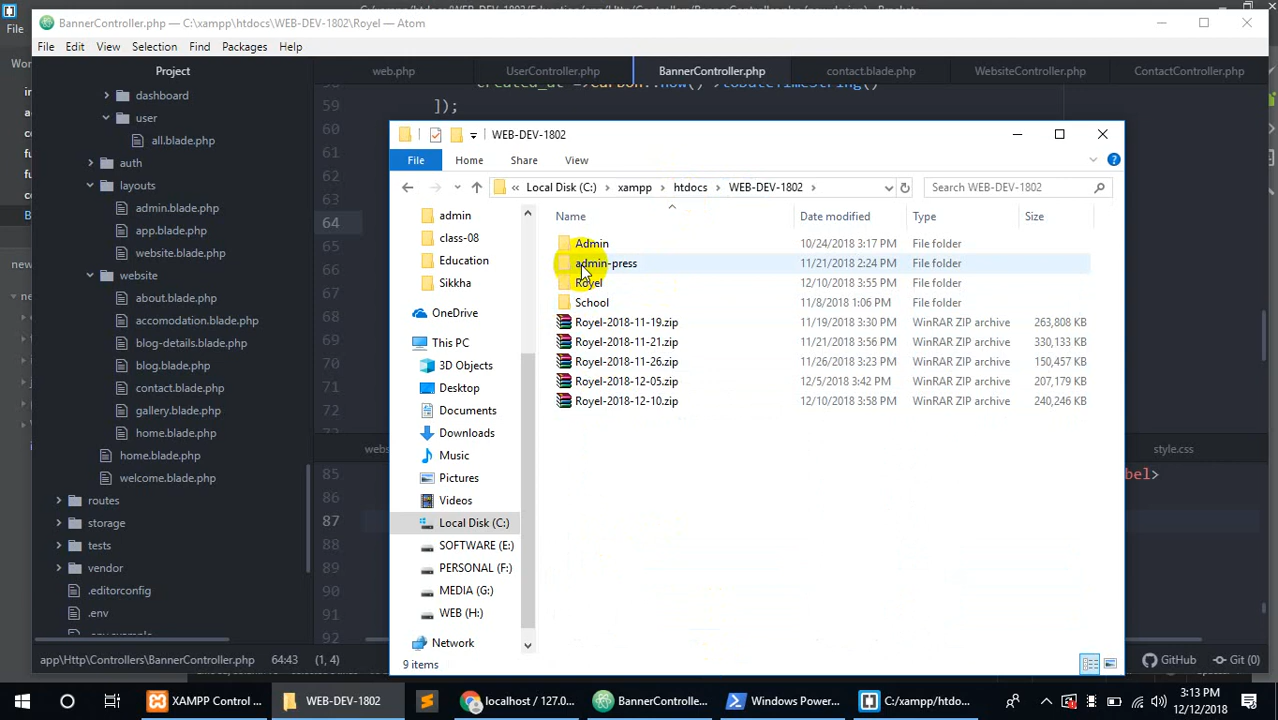 BannerController.php — C:\xampp\htdocs\WEB-DEV-1802\Royel — Atom
File Edit View Selection Find Packages Help
File
Project
web.php
UserController.php
BannerController.php
contact.blade.php
WebsiteController.php
ContactController.php
dashboard
user
all.blade.php
auth
layouts
admin.blade.php
app.blade.php
website.blade.php
website
about.blade.php
accomodation.blade.php
blog-details.blade.php
blog.blade.php
contact.blade.php
gallery.blade.php
home.blade.php
home.blade.php
welcome.blade.php
routes
storage
tests
vendor
.editorconfig
.env
59 ]);
60
61
62
63
64
65
66
67
68
69
70
71
72
85
86
87
88
89
90
91
92
style.css
WEB-DEV-1802
File Home Share View
« Local Disk (C:) › xampp › htdocs › WEB-DEV-1802 ›
Search WEB-DEV-1802
admin
class-08
Education
Sikkha
OneDrive
This PC
3D Objects
Desktop
Documents
Downloads
Music
Pictures
Videos
Local Disk (C:)
SOFTWARE (E:)
PERSONAL (F:)
MEDIA (G:)
WEB (H:)
Network
Name Date modified Type Size
Admin 10/24/2018 3:17 PM File folder
admin-press 11/21/2018 2:24 PM File folder
Royel 12/10/2018 3:55 PM File folder
School 11/8/2018 1:06 PM File folder
Royel-2018-11-19.zip 11/19/2018 3:30 PM WinRAR ZIP archive 263,808 KB
Royel-2018-11-21.zip 11/21/2018 3:56 PM WinRAR ZIP archive 330,133 KB
Royel-2018-11-26.zip 11/26/2018 3:23 PM WinRAR ZIP archive 150,457 KB
Royel-2018-12-05.zip 12/5/2018 3:42 PM WinRAR ZIP archive 207,179 KB
Royel-2018-12-10.zip 12/10/2018 3:58 PM WinRAR ZIP archive 240,246 KB
9 items
app\Http\Controllers\BannerController.php 64:43 (1, 4)
GitHub Git (0)
XAMPP Control ...
WEB-DEV-1802
localhost / 127.0...
BannerControlle...
Windows Power...
C:/xampp/htdoc...
3:13 PM
12/12/2018